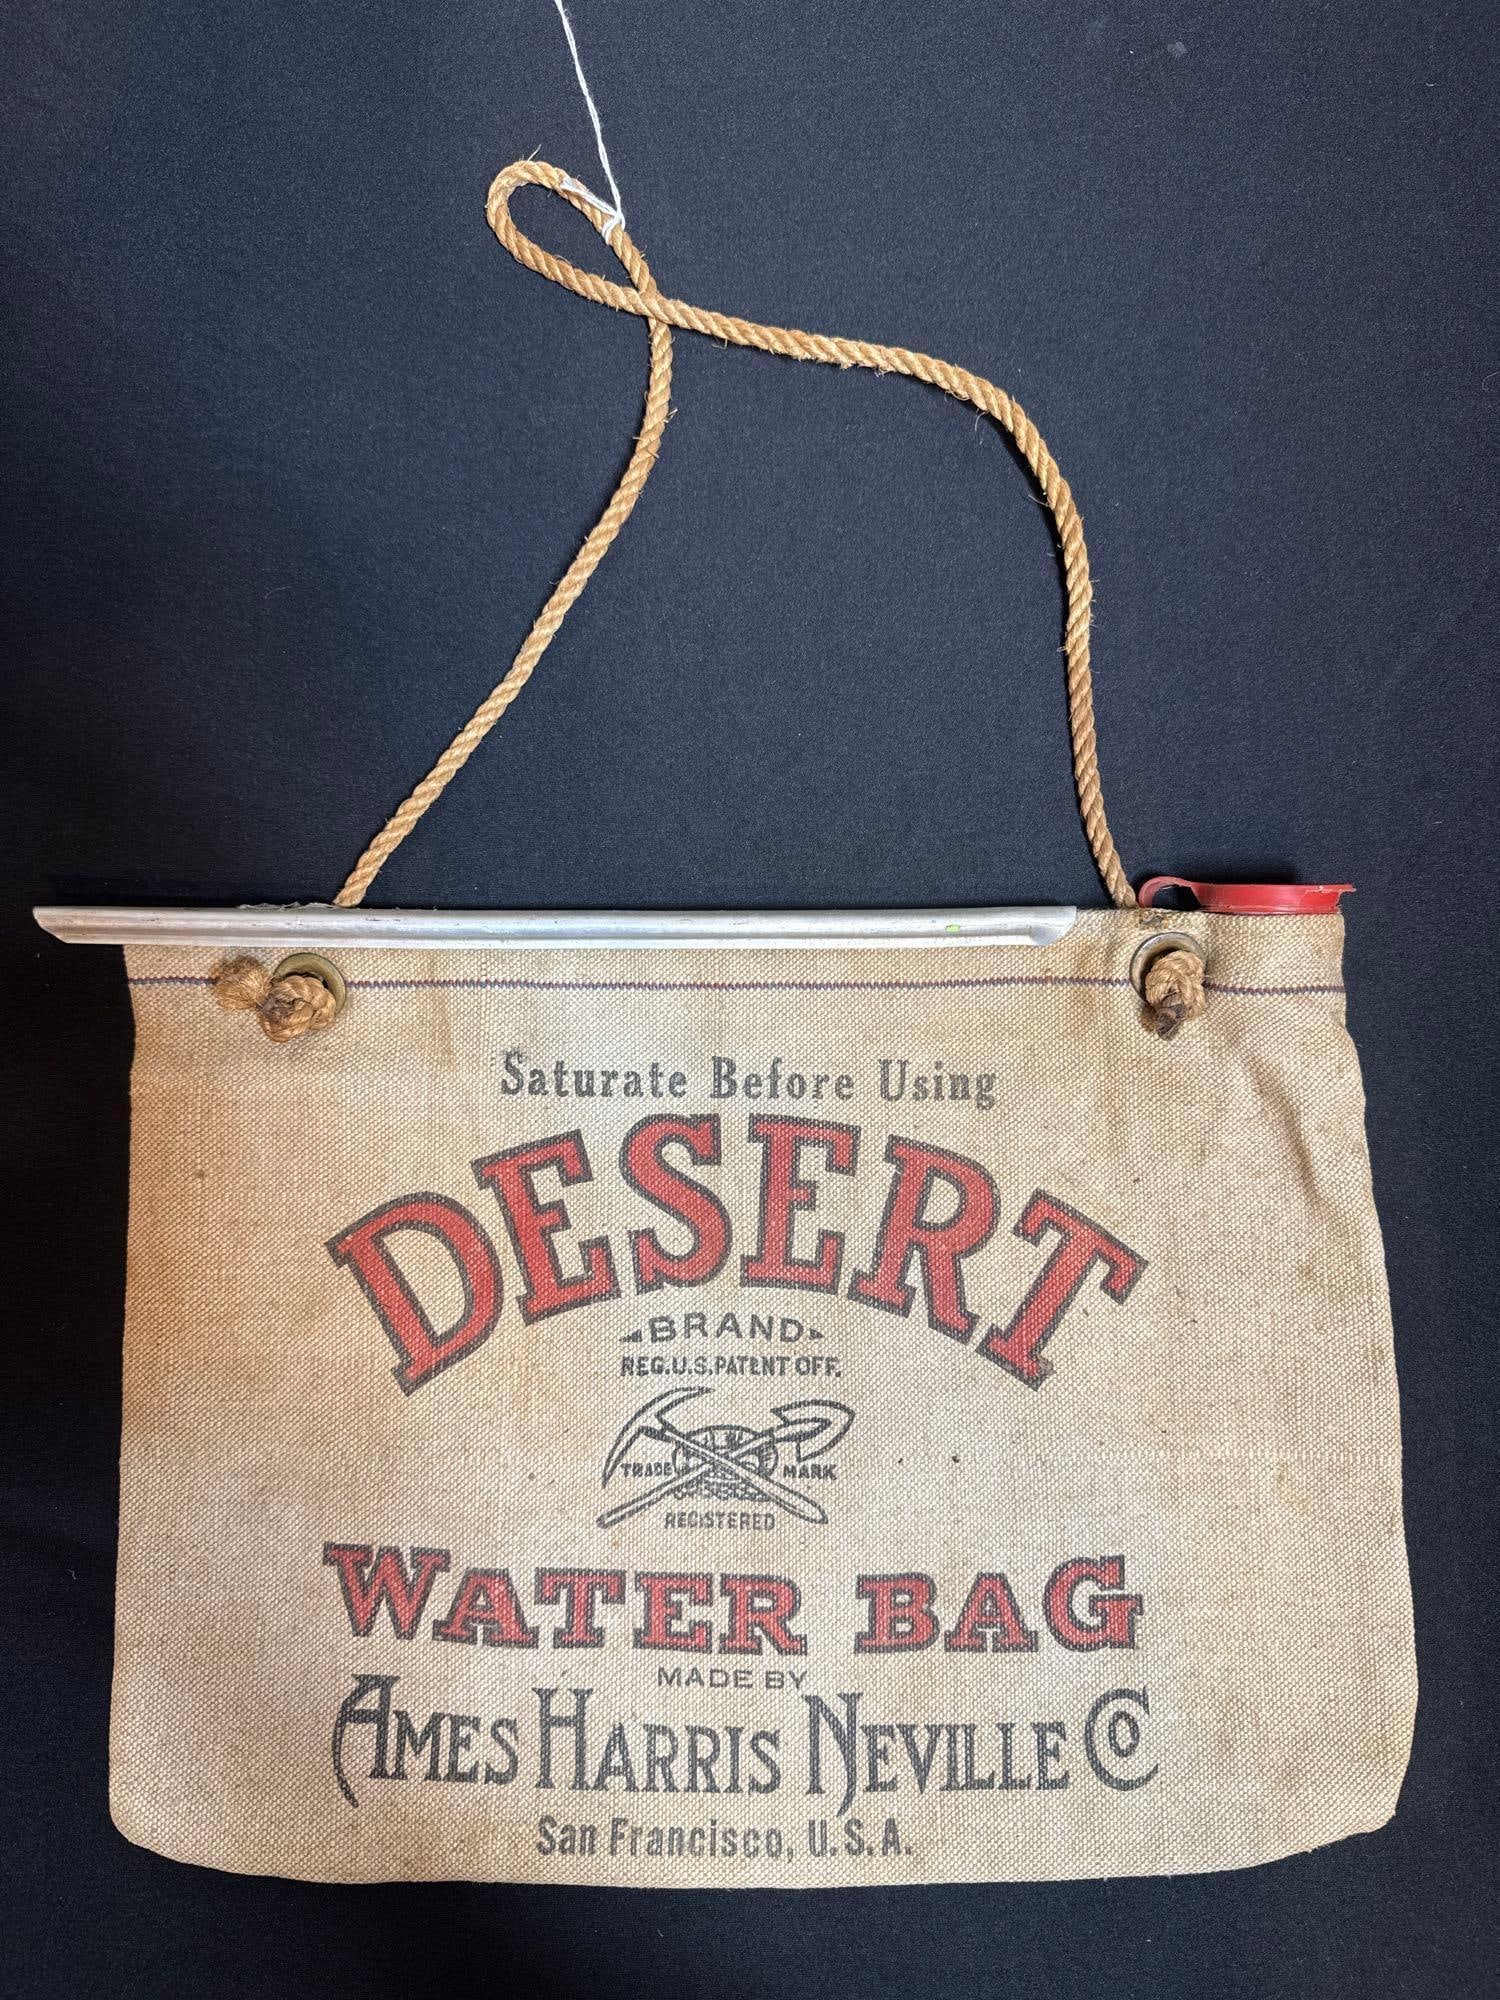 Saturate Before Using
DESERT
BRAND
REG.U.S.PATENT OFF.
TRADE MARK
REGISTERED
WATER BAG
MADE BY
AMES HARRIS NEVILLE CO
San Francisco, U.S.A.